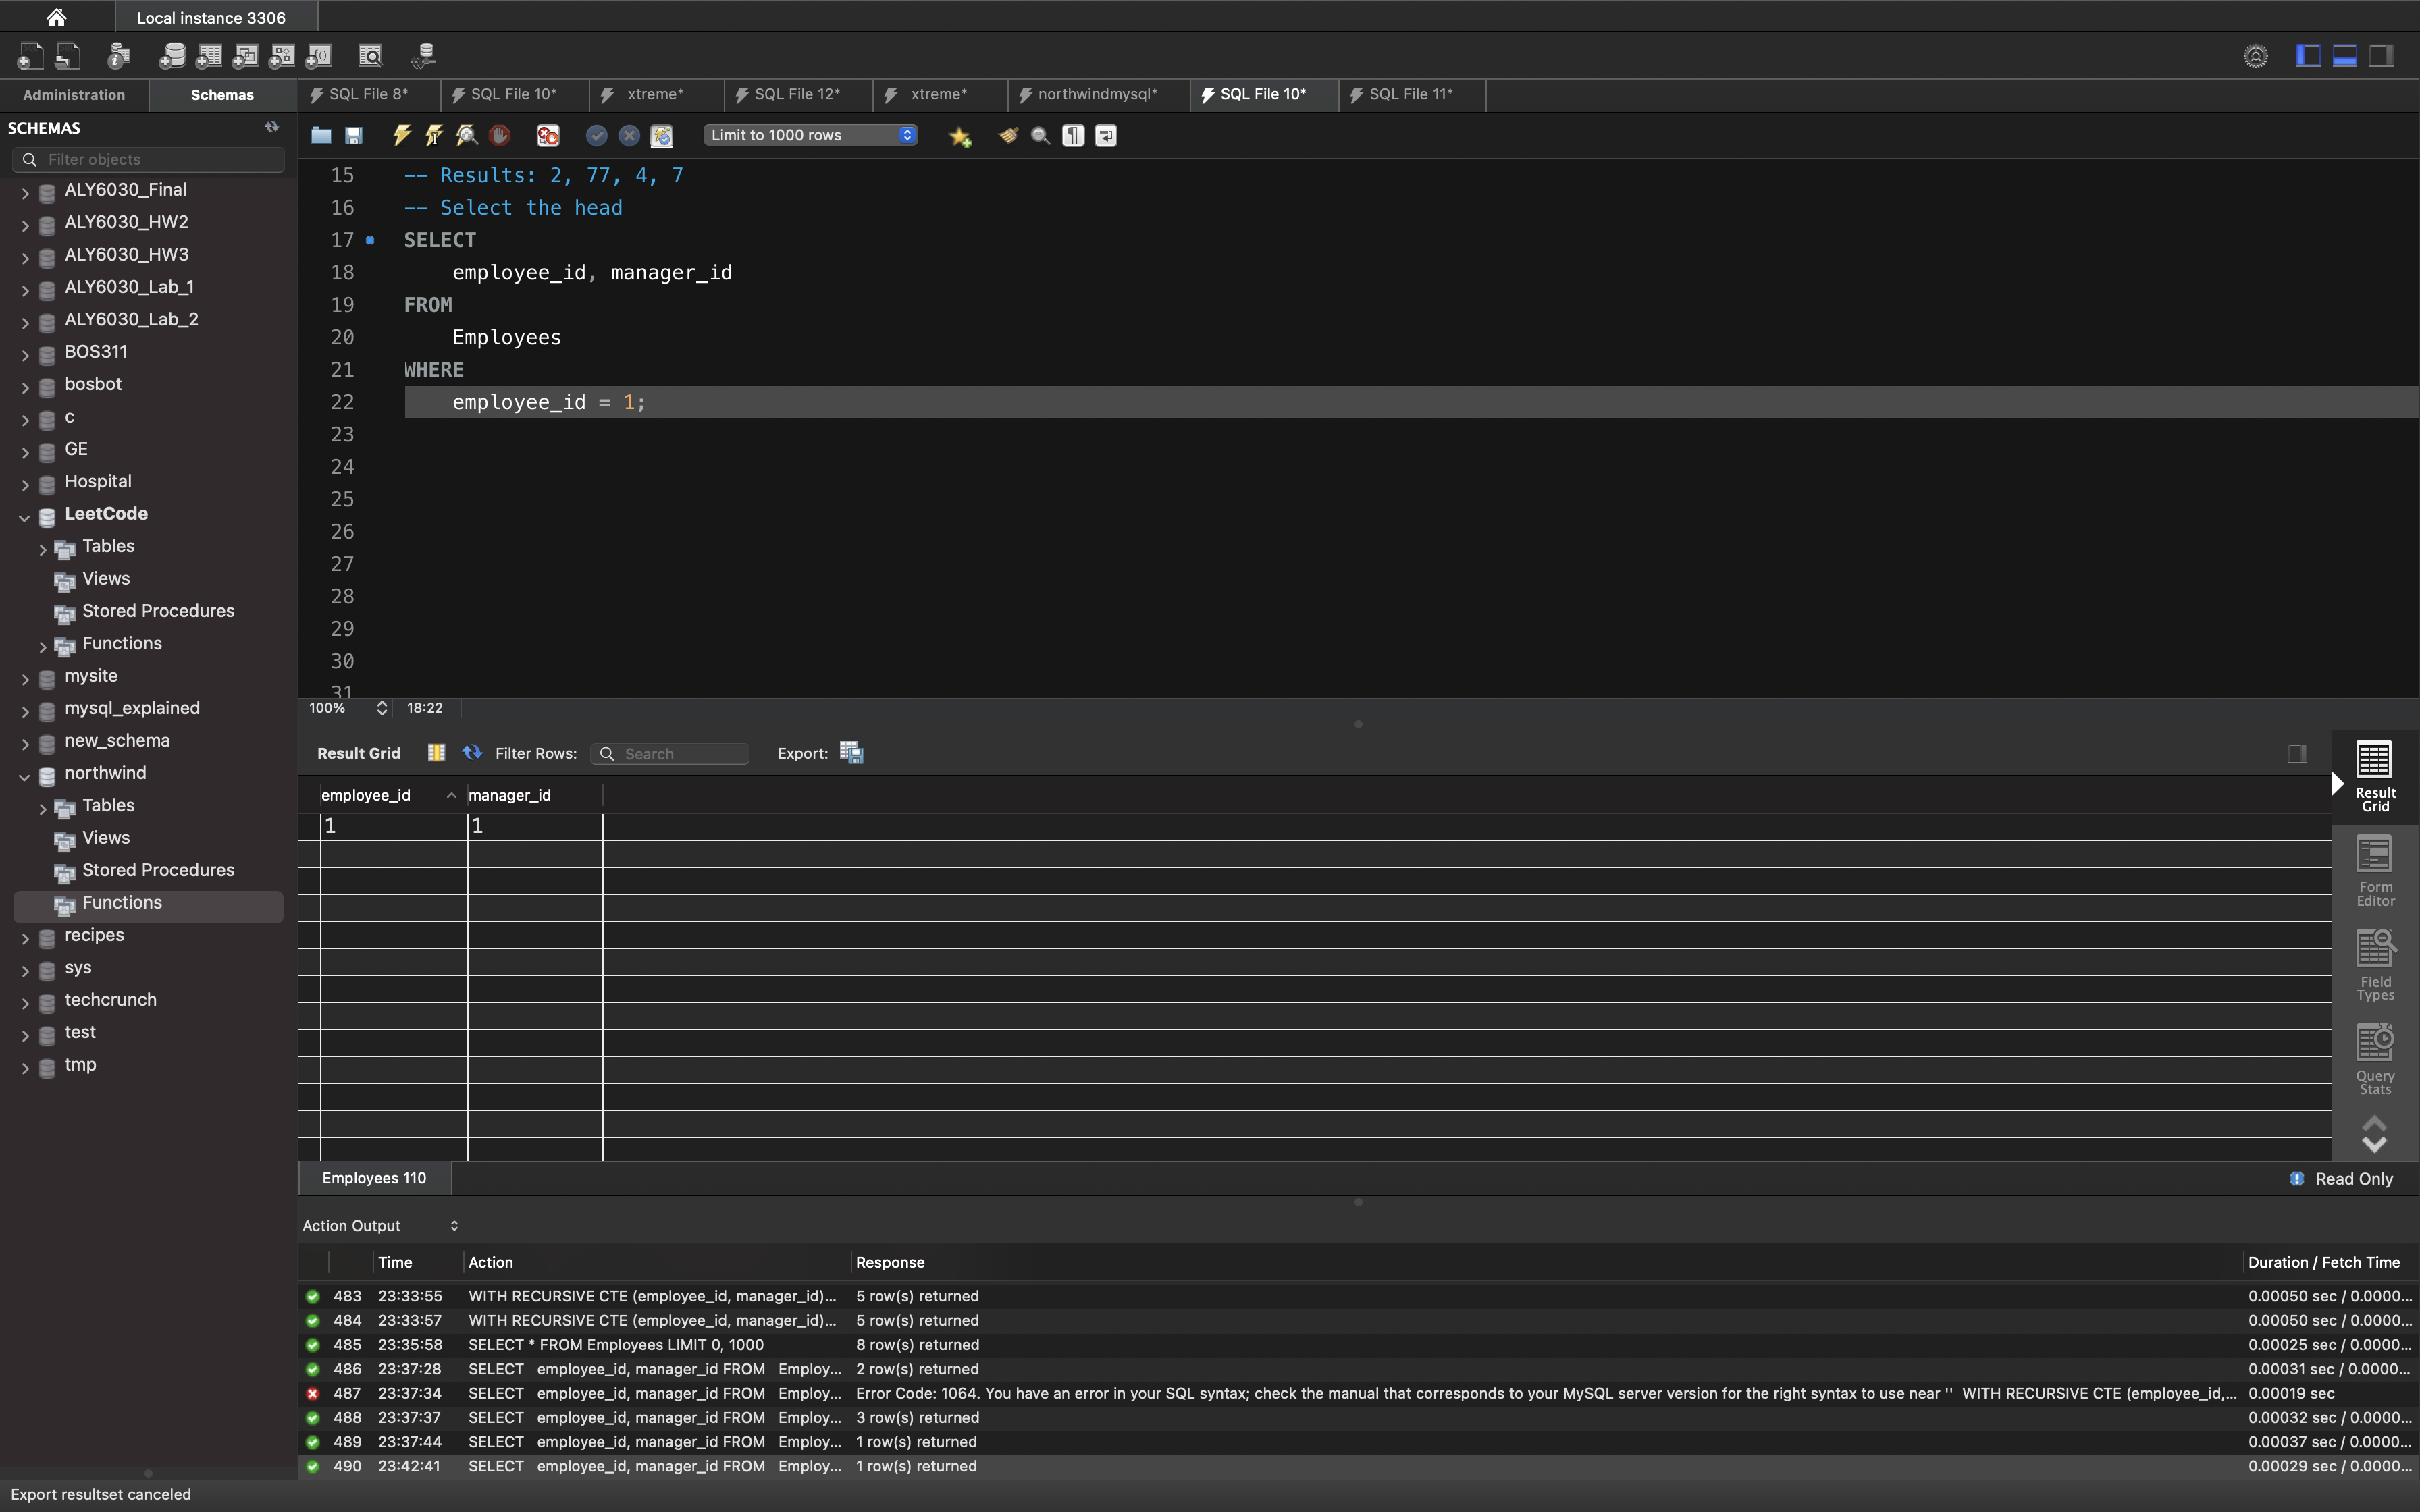 Local instance 3306
Administration
Schemas
SQL File 8*
SQL File 10*
xtreme*
SQL File 12*
xtreme*
northwindmysql*
SQL File 10*
SQL File 11*
SCHEMAS
Filter objects
ALY6030_Final
ALY6030_HW2
ALY6030_HW3
ALY6030_Lab_1
ALY6030_Lab_2
BOS311
bosbot
c
GE
Hospital
LeetCode
Tables
Views
Stored Procedures
Functions
mysite
mysql_explained
new_schema
northwind
Tables
Views
Stored Procedures
Functions
recipes
sys
techcrunch
test
tmp
Limit to 1000 rows
15 -- Results: 2, 77, 4, 7
16 -- Select the head
17 SELECT
18 employee_id, manager_id
19 FROM
20 Employees
21 WHERE
22 employee_id = 1;
23
24
25
26
27
28
29
30
31
100% 18:22
Result Grid Filter Rows: Search Export:
employee_id manager_id
1 1
Result Grid
Form Editor
Field Types
Query Stats
Employees 110
Read Only
Action Output
Time Action Response Duration / Fetch Time
483 23:33:55 WITH RECURSIVE CTE (employee_id, manager_id)... 5 row(s) returned 0.00050 sec / 0.0000...
484 23:33:57 WITH RECURSIVE CTE (employee_id, manager_id)... 5 row(s) returned 0.00050 sec / 0.0000...
485 23:35:58 SELECT * FROM Employees LIMIT 0, 1000 8 row(s) returned 0.00025 sec / 0.0000...
486 23:37:28 SELECT employee_id, manager_id FROM Employ... 2 row(s) returned 0.00031 sec / 0.0000...
487 23:37:34 SELECT employee_id, manager_id FROM Employ... Error Code: 1064. You have an error in your SQL syntax; check the manual that corresponds to your MySQL server version for the right syntax to use near '' WITH RECURSIVE CTE (employee_id,... 0.00019 sec
488 23:37:37 SELECT employee_id, manager_id FROM Employ... 3 row(s) returned 0.00032 sec / 0.0000...
489 23:37:44 SELECT employee_id, manager_id FROM Employ... 1 row(s) returned 0.00037 sec / 0.0000...
490 23:42:41 SELECT employee_id, manager_id FROM Employ... 1 row(s) returned 0.00029 sec / 0.0000...
Export resultset canceled